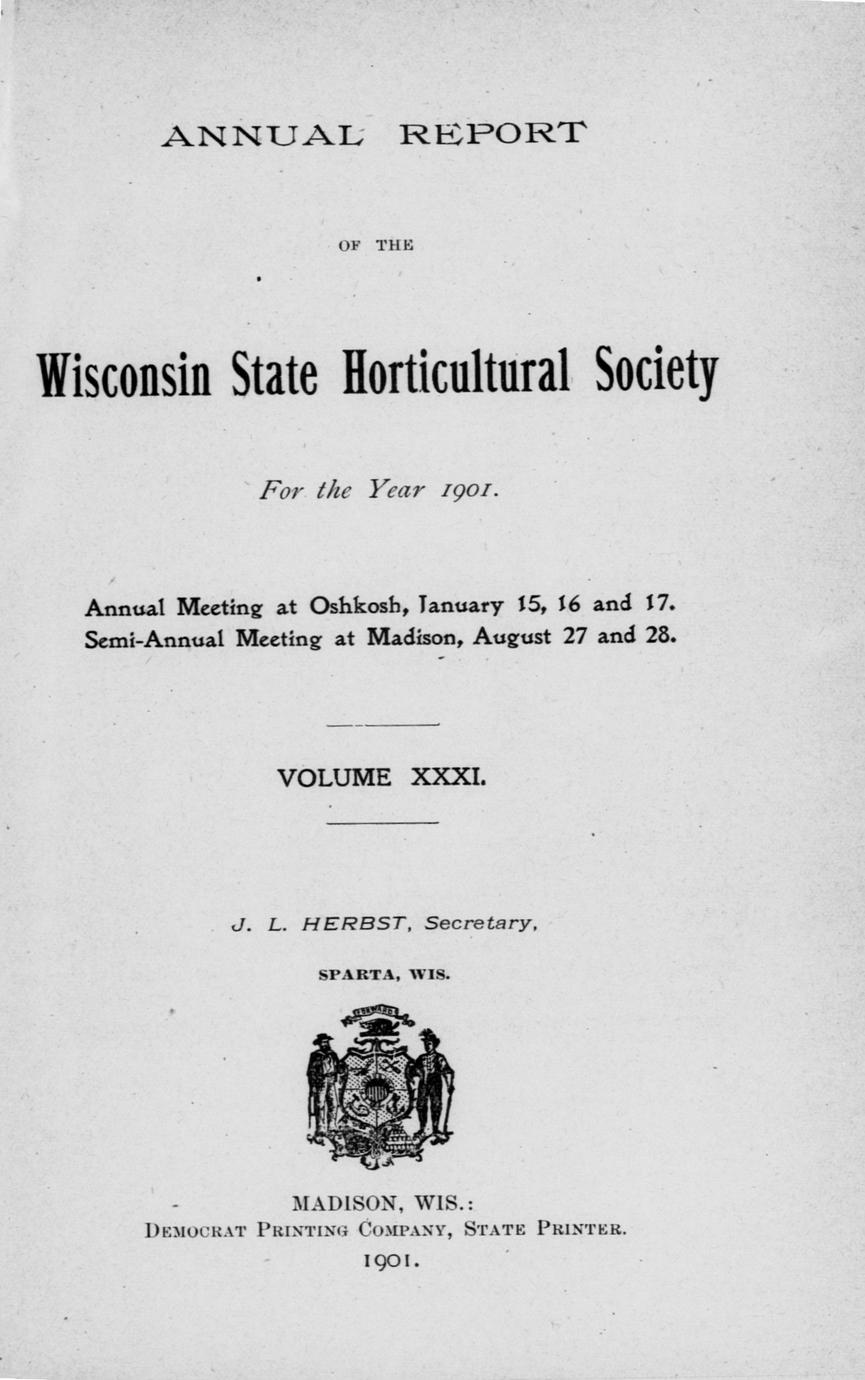 ANNUAL REPORT
OF THE
Wisconsin State Horticultural Society
For the Year 1901.
Annual Meeting at Oshkosh, January 15, 16 and 17.
Semi-Annual Meeting at Madison, August 27 and 28.
VOLUME XXXI.
J. L. HERBST, Secretary,
SPARTA, WIS.
FORWARD
MADISON, WIS.:
DEMOCRAT PRINTING COMPANY, STATE PRINTER.
1901.